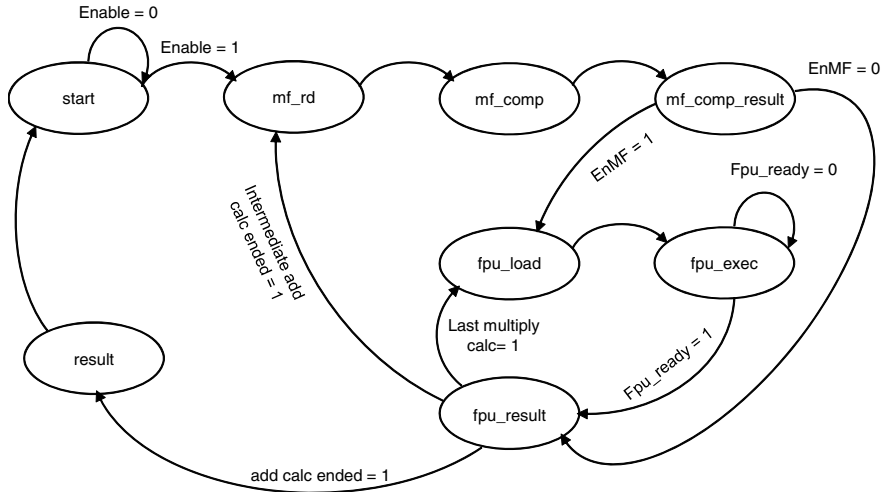 Enable = 0
Enable = 1
start
mf_rd
mf_comp
mf_comp_result
EnMF = 0
EnMF = 1
Fpu_ready = 0
Intermediate add
calc ended = 1
fpu_load
fpu_exec
Last multiply
calc= 1
Fpu_ready = 1
result
fpu_result
add calc ended = 1